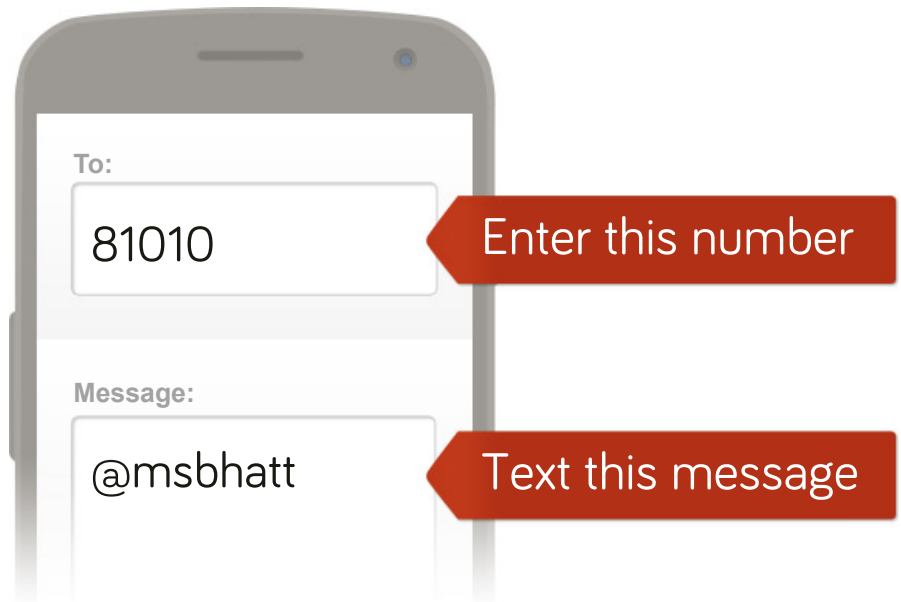 To:
81010
Enter this number
Message:
@msbhatt
Text this message